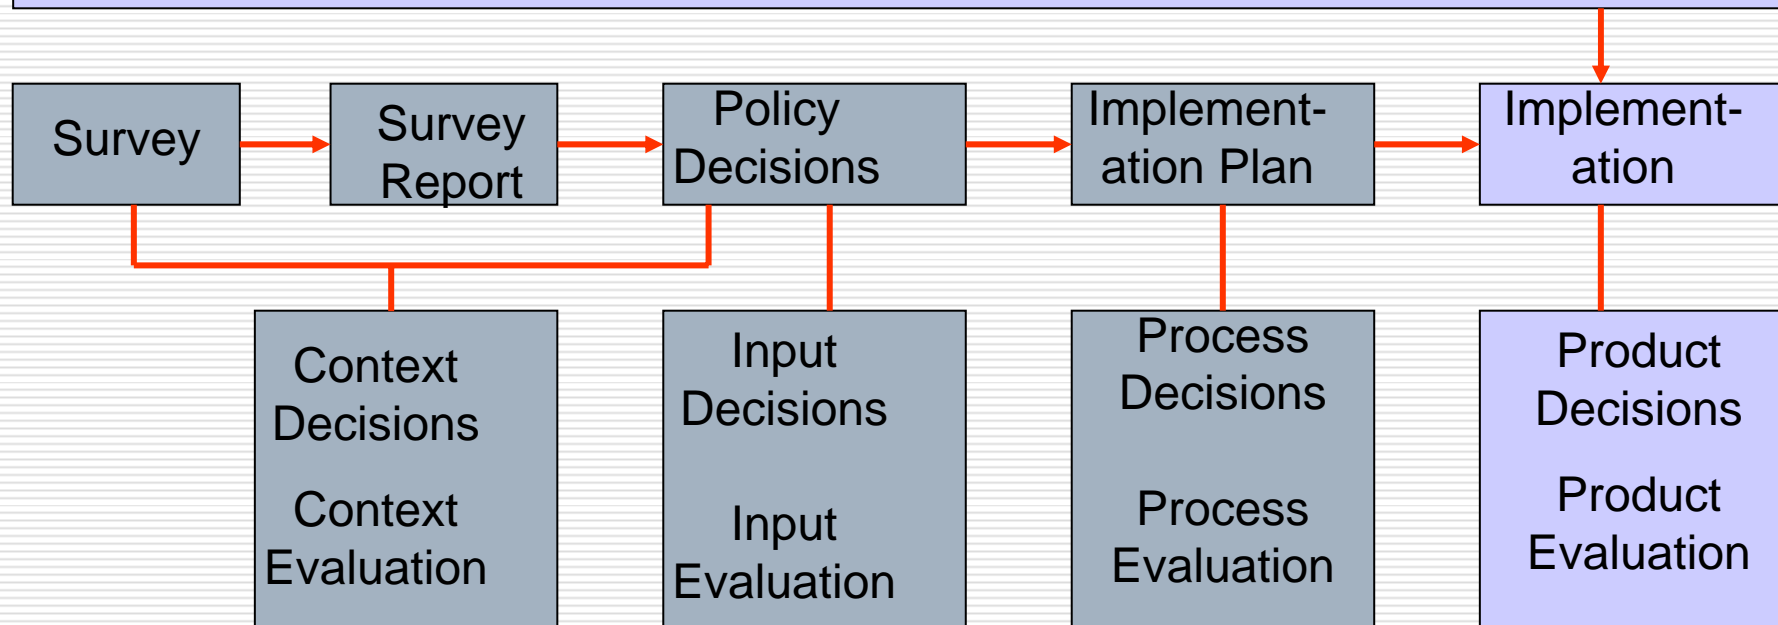 Survey
Survey
Report
Policy
Decisions
Implement-
ation Plan
Implement-
ation
Context
Decisions
Context
Evaluation
Input
Decisions
Input
Evaluation
Process
Decisions
Process
Evaluation
Product
Decisions
Product
Evaluation